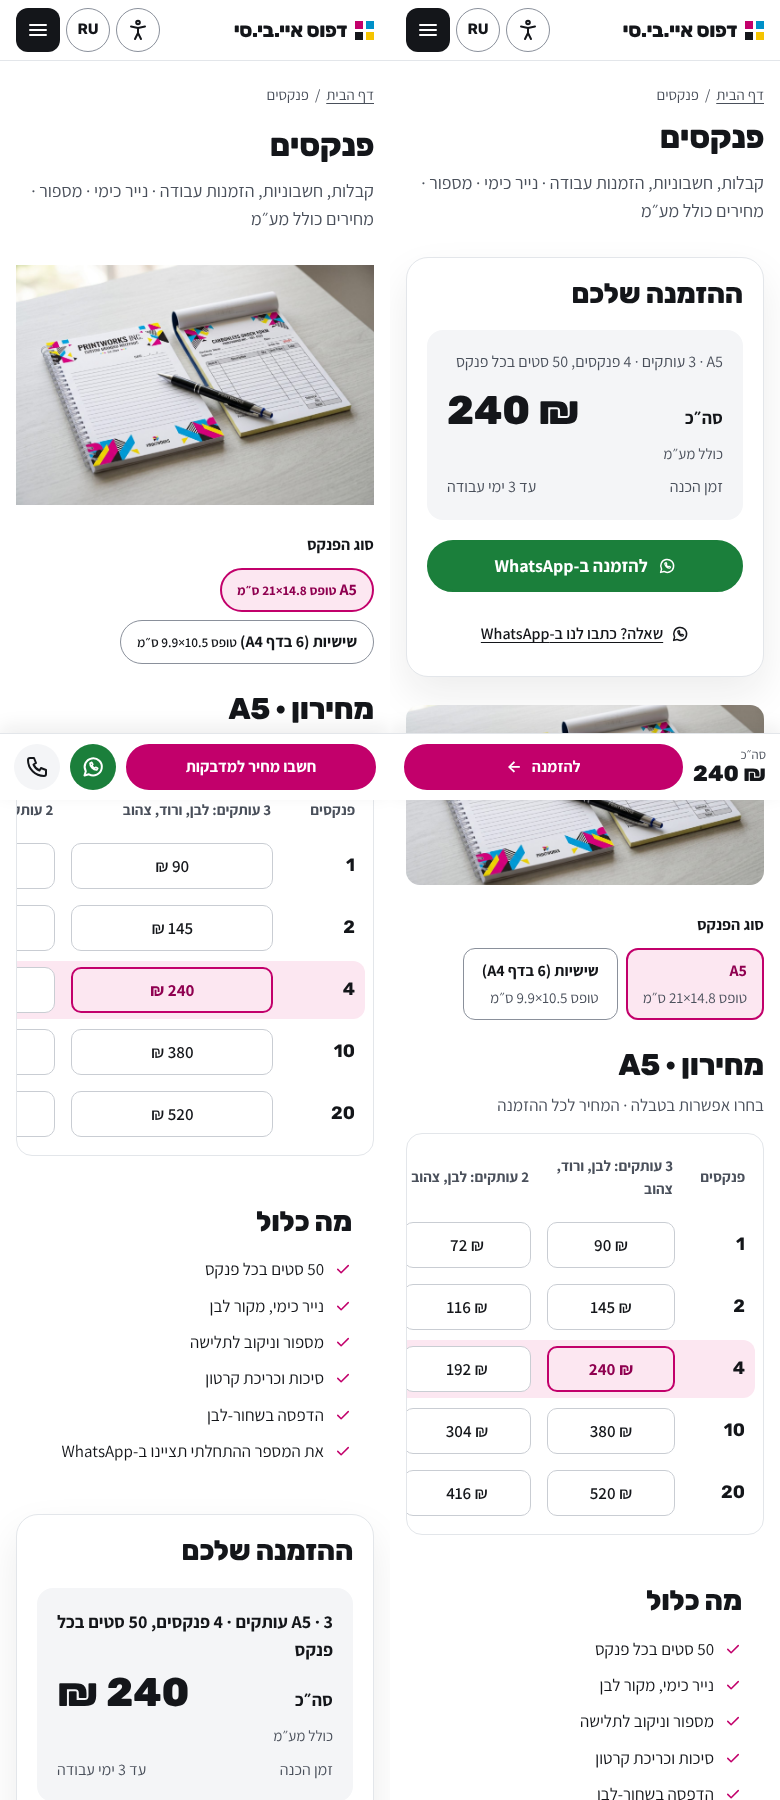 דפוס איי.בי.סי
RU
דף הבית / פנקסים
פנקסים
קבלות, חשבוניות, הזמנות עבודה · נייר כימי · מספור ·
מחירים כולל מע״מ
ההזמנה שלכם
A5 · 3 עותקים · 4 פנקסים, 50 סטים בכל פנקס
סה״כ ₪ 240
כולל מע״מ
זמן הכנה עד 3 ימי עבודה
להזמנה ב-WhatsApp
שאלה? כתבו לנו ב-WhatsApp
סה״כ
₪ 240
להזמנה
PRINTWORKS
סוג הפנקס
A5
טופס 14.8×21 ס״מ
שישיות (6 בדף A4)
טופס 10.5×9.9 ס״מ
מחירון • A5
בחרו אפשרות בטבלה · המחיר לכל ההזמנה
פנקסים 3 עותקים: לבן, ורוד, צהוב 2 עותקים: לבן, צהוב
1 ₪ 90 ₪ 72
2 ₪ 145 ₪ 116
4 ₪ 240 ₪ 192
10 ₪ 380 ₪ 304
20 ₪ 520 ₪ 416
מה כלול
50 סטים בכל פנקס
נייר כימי, מקור לבן
מספור וניקוב לתלישה
סיכות וכריכת קרטון
הדפסה בשחור-לבן
דפוס איי.בי.סי
RU
דף הבית / פנקסים
פנקסים
קבלות, חשבוניות, הזמנות עבודה · נייר כימי · מספור ·
מחירים כולל מע״מ
PRINTWORKS INC.
PRINTWORKS
סוג הפנקס
A5 טופס 14.8×21 ס״מ
שישיות (6 בדף A4) טופס 10.5×9.9 ס״מ
מחירון • A5
חשבו מחיר למדבקות
פנקסים 3 עותקים: לבן, ורוד, צהוב 2
1 90 ₪
2 145 ₪
4 240 ₪
10 380 ₪
20 520 ₪
מה כלול
50 סטים בכל פנקס
נייר כימי, מקור לבן
מספור וניקוב לתלישה
סיכות וכריכת קרטון
הדפסה בשחור-לבן
את המספר ההתחלתי תציינו ב-WhatsApp
ההזמנה שלכם
A5 · 3 עותקים · 4 פנקסים, 50 סטים בכל
פנקס
סה״כ 240 ₪
כולל מע״מ
זמן הכנה עד 3 ימי עבודה